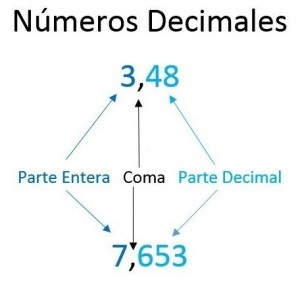 Números Decimales
3,48
Parte Entera Coma Parte Decimal
7,653